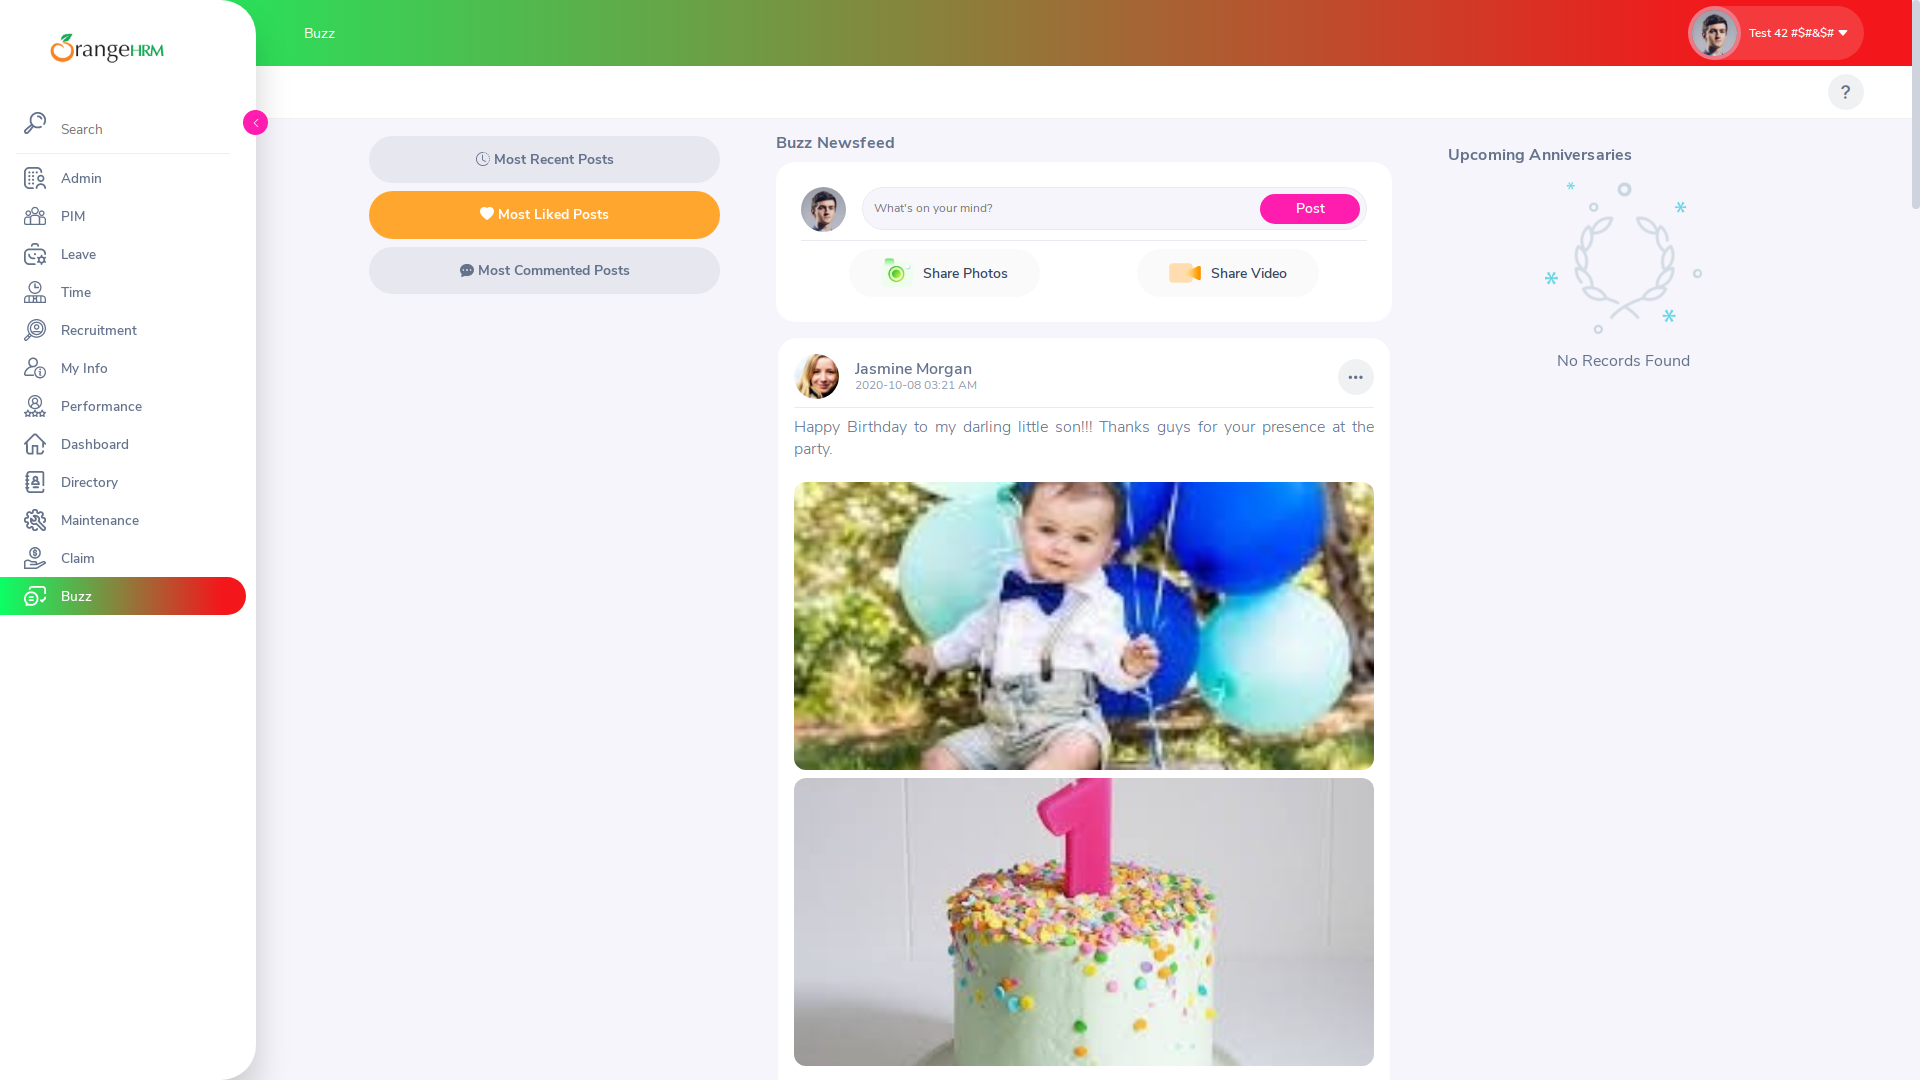 OrangeHRM
Search
Admin
PIM
Leave
Time
Recruitment
My Info
Performance
Dashboard
Directory
Maintenance
Claim
Buzz
Buzz
Test 42 #$#&$#
?
Most Recent Posts
Most Liked Posts
Most Commented Posts
Buzz Newsfeed
What's on your mind?
Post
Share Photos
Share Video
Jasmine Morgan
2020-10-08 03:21 AM
Happy Birthday to my darling little son!!! Thanks guys for your presence at the
party.
1
Upcoming Anniversaries
No Records Found